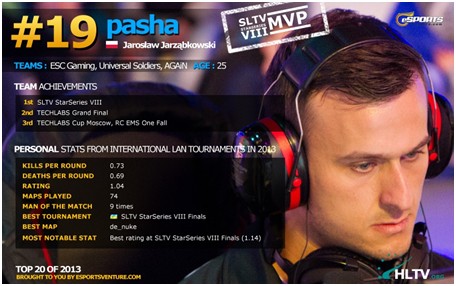 #19 pasha
Jarosław Jarząbkowski
SLTV
STARSERIES
VIII MVP
eSPORTS
TEAMS : ESC Gaming, Universal Soldiers, AGAiN AGE : 25
TEAM ACHIEVEMENTS
1st SLTV StarSeries VIII
2nd TECHLABS Grand Final
3rd TECHLABS Cup Moscow, RC EMS One Fall
PERSONAL STATS FROM INTERNATIONAL LAN TOURNAMENTS IN 2013
KILLS PER ROUND 0.73
DEATHS PER ROUND 0.69
RATING 1.04
MAPS PLAYED 74
MAN OF THE MATCH 9 times
BEST TOURNAMENT SLTV StarSeries VIII Finals
BEST MAP de_nuke
MOST NOTABLE STAT Best rating at SLTV StarSeries VIII Finals (1.14)
TOP 20 OF 2013
BROUGHT TO YOU BY ESPORTSVENTURE.COM
HLTV